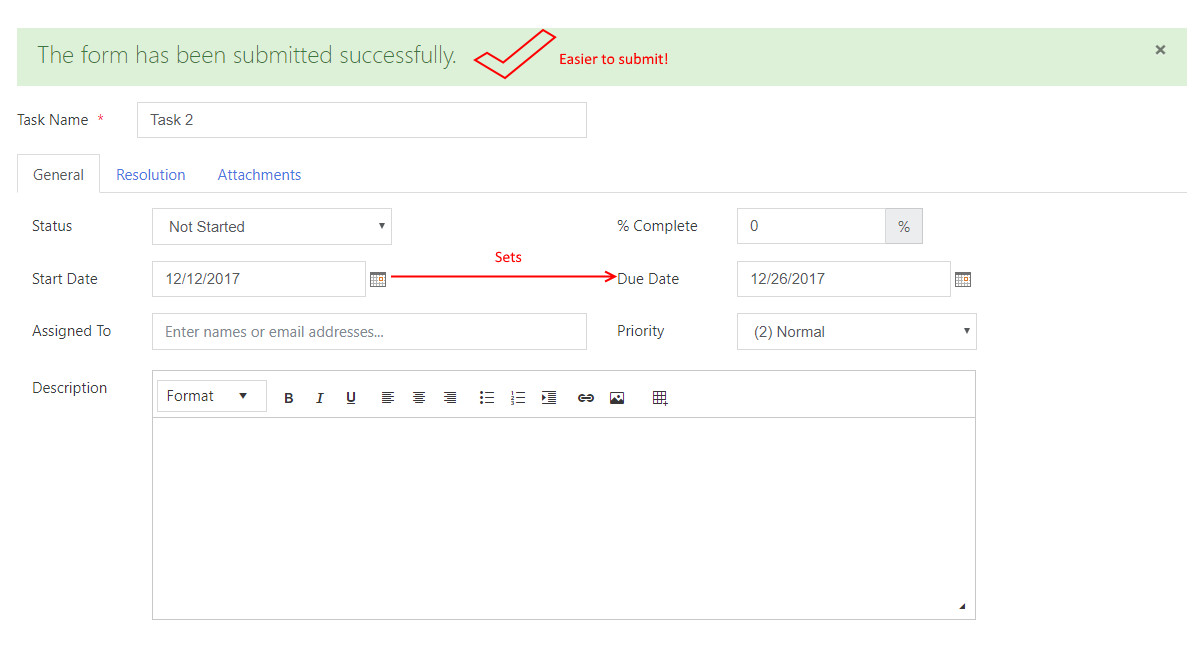 The form has been submitted successfully.
Easier to submit!
×
Task Name *
Task 2
General
Resolution
Attachments
Status
Not Started
% Complete
0
%
Start Date
12/12/2017
Sets
Due Date
12/26/2017
Assigned To
Enter names or email addresses...
Priority
(2) Normal
Description
Format
B
I
U